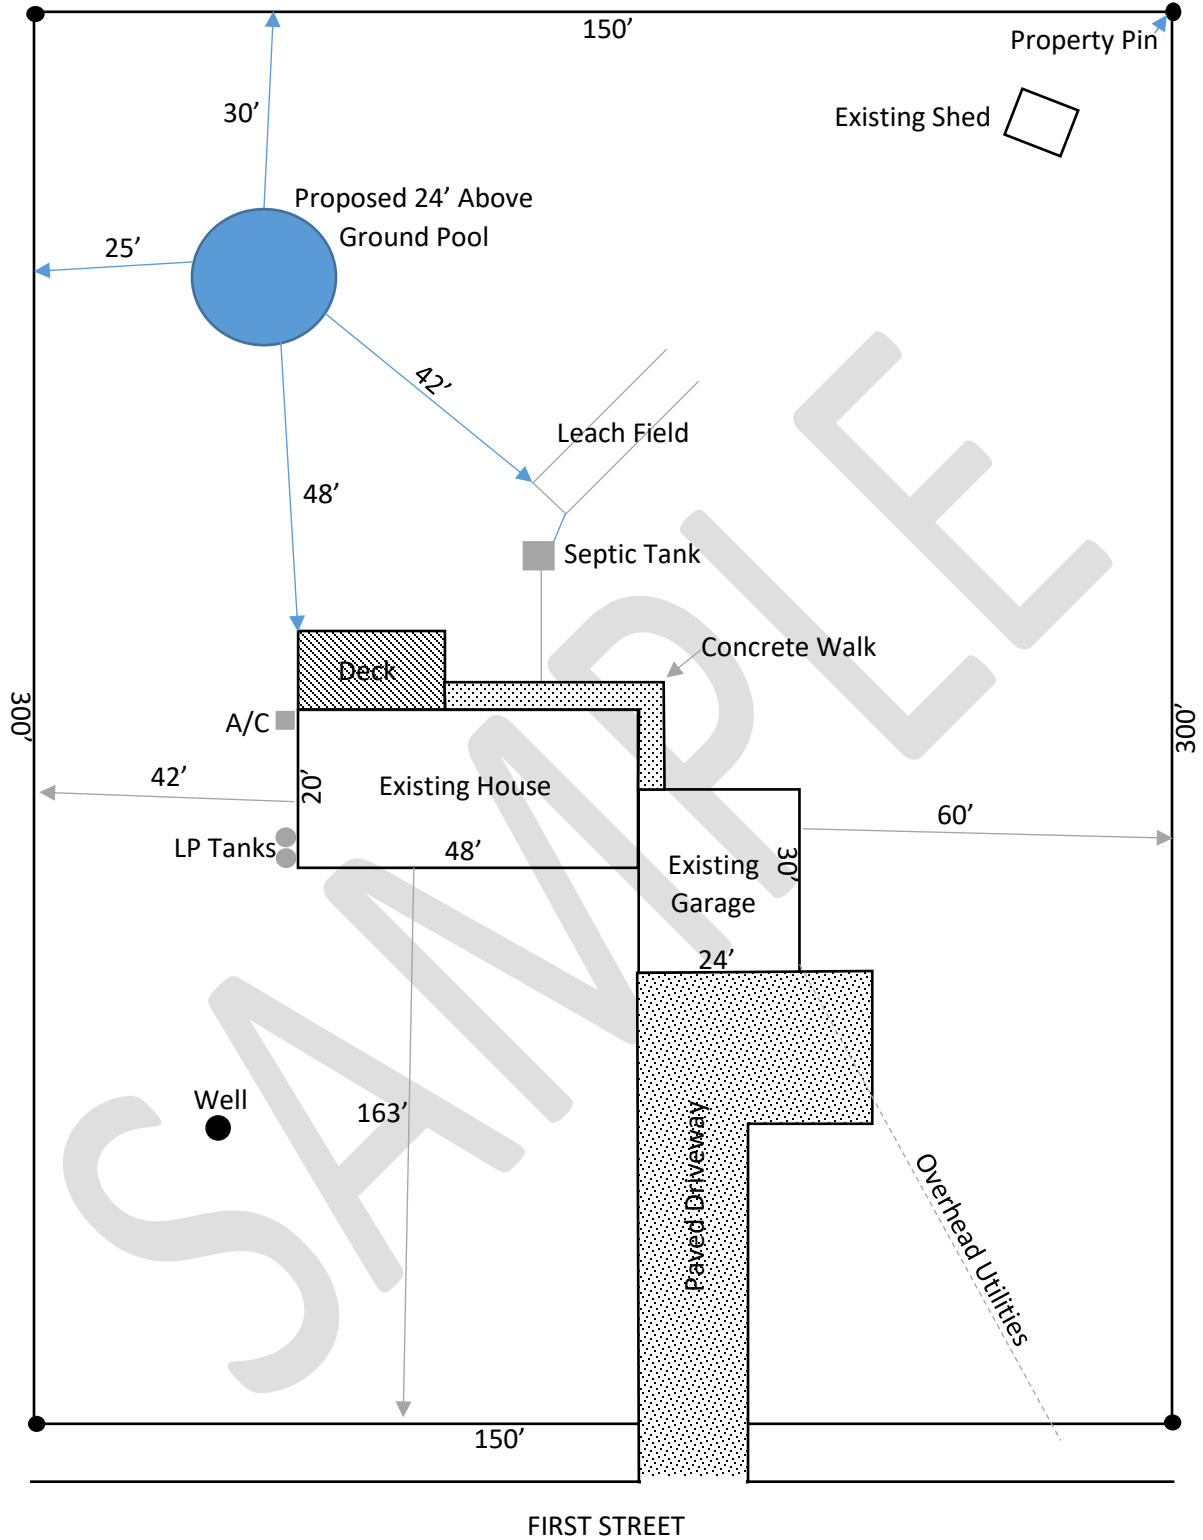 150’
Property Pin
Existing Shed
30’
Proposed 24’ Above
Ground Pool
25’
42’
Leach Field
48’
Septic Tank
Concrete Walk
Deck
300’
A/C
300’
42’
20’
Existing House
60’
LP Tanks
48’
Existing
Garage
30’
24’
Well
163’
Paved Driveway
Overhead Utilities
150’
FIRST STREET
SAMPLE